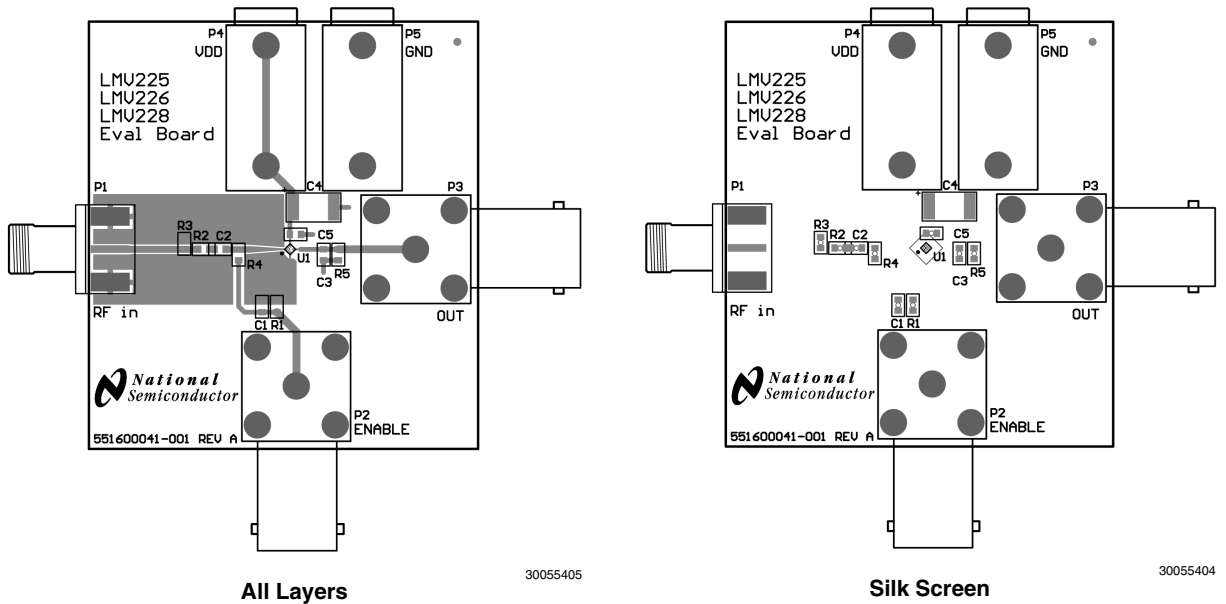 P4
VDD
P5
GND
LMV225
LMV226
LMV228
Eval Board
P1
C4
P3
R3
R2
C2
C5
R4
U1
C3
R5
RF in
C1
R1
OUT
National
Semiconductor
P2
ENABLE
551600041-001 REV A
30055405
All Layers
P4
VDD
P5
GND
LMV225
LMV226
LMV228
Eval Board
P1
C4
P3
R3
R2
C2
C5
R4
U1
C3
R5
RF in
C1
R1
OUT
National
Semiconductor
P2
ENABLE
551600041-001 REV A
30055404
Silk Screen